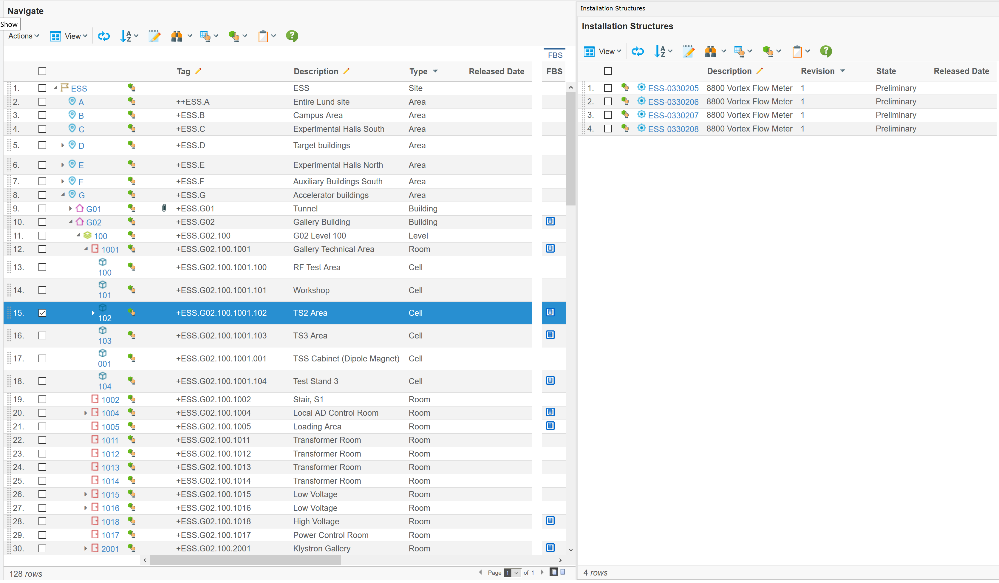 Navigate
Show
Actions View
FBS
Tag Description Type Released Date FBS
1. ESS ESS Site
2. A ++ESS.A Entire Lund site Area
3. B +ESS.B Campus Area Area
4. C +ESS.C Experimental Halls South Area
5. D +ESS.D Target buildings Area
6. E +ESS.E Experimental Halls North Area
7. F +ESS.F Auxiliary Buildings South Area
8. G +ESS.G Accelerator buildings Area
9. G01 +ESS.G01 Tunnel Building
10. G02 +ESS.G02 Gallery Building Building
11. 100 +ESS.G02.100 G02 Level 100 Level
12. 1001 +ESS.G02.100.1001 Gallery Technical Area Room
13. 100 +ESS.G02.100.1001.100 RF Test Area Cell
14. 101 +ESS.G02.100.1001.101 Workshop Cell
15. 102 +ESS.G02.100.1001.102 TS2 Area Cell
16. 103 +ESS.G02.100.1001.103 TS3 Area Cell
17. 001 +ESS.G02.100.1001.001 TSS Cabinet (Dipole Magnet) Cell
18. 104 +ESS.G02.100.1001.104 Test Stand 3 Cell
19. 1002 +ESS.G02.100.1002 Stair, S1 Room
20. 1004 +ESS.G02.100.1004 Local AD Control Room Room
21. 1005 +ESS.G02.100.1005 Loading Area Room
22. 1011 +ESS.G02.100.1011 Transformer Room Room
23. 1012 +ESS.G02.100.1012 Transformer Room Room
24. 1013 +ESS.G02.100.1013 Transformer Room Room
25. 1014 +ESS.G02.100.1014 Transformer Room Room
26. 1015 +ESS.G02.100.1015 Low Voltage Room
27. 1016 +ESS.G02.100.1016 Low Voltage Room
28. 1018 +ESS.G02.100.1018 High Voltage Room
29. 1017 +ESS.G02.100.1017 Power Control Room Room
30. 2001 +ESS.G02.100.2001 Klystron Gallery Room
128 rows Page 1 of 1
Installation Structures
Installation Structures
View
Description Revision State Released Date
1. ESS-0330205 8800 Vortex Flow Meter 1 Preliminary
2. ESS-0330206 8800 Vortex Flow Meter 1 Preliminary
3. ESS-0330207 8800 Vortex Flow Meter 1 Preliminary
4. ESS-0330208 8800 Vortex Flow Meter 1 Preliminary
4 rows